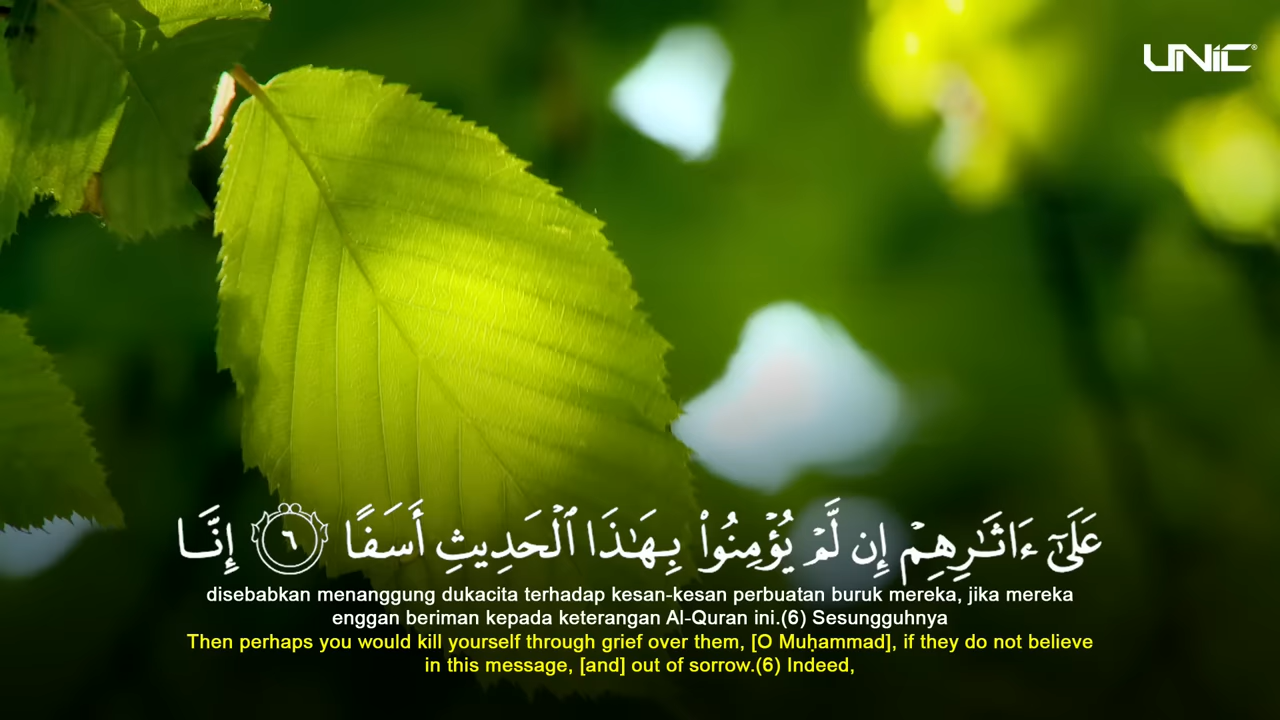 UNIC®
عَلَىٰٓ ءَاثَـٰرِهِمْ إِن لَّمْ يُؤْمِنُوا۟ بِهَـٰذَا ٱلْحَدِيثِ أَسَفًا ٦ إِنَّا
disebabkan menanggung dukacita terhadap kesan-kesan perbuatan buruk mereka, jika mereka
enggan beriman kepada keterangan Al-Quran ini.(6) Sesungguhnya
Then perhaps you would kill yourself through grief over them, [O Muḥammad], if they do not believe
in this message, [and] out of sorrow.(6) Indeed,